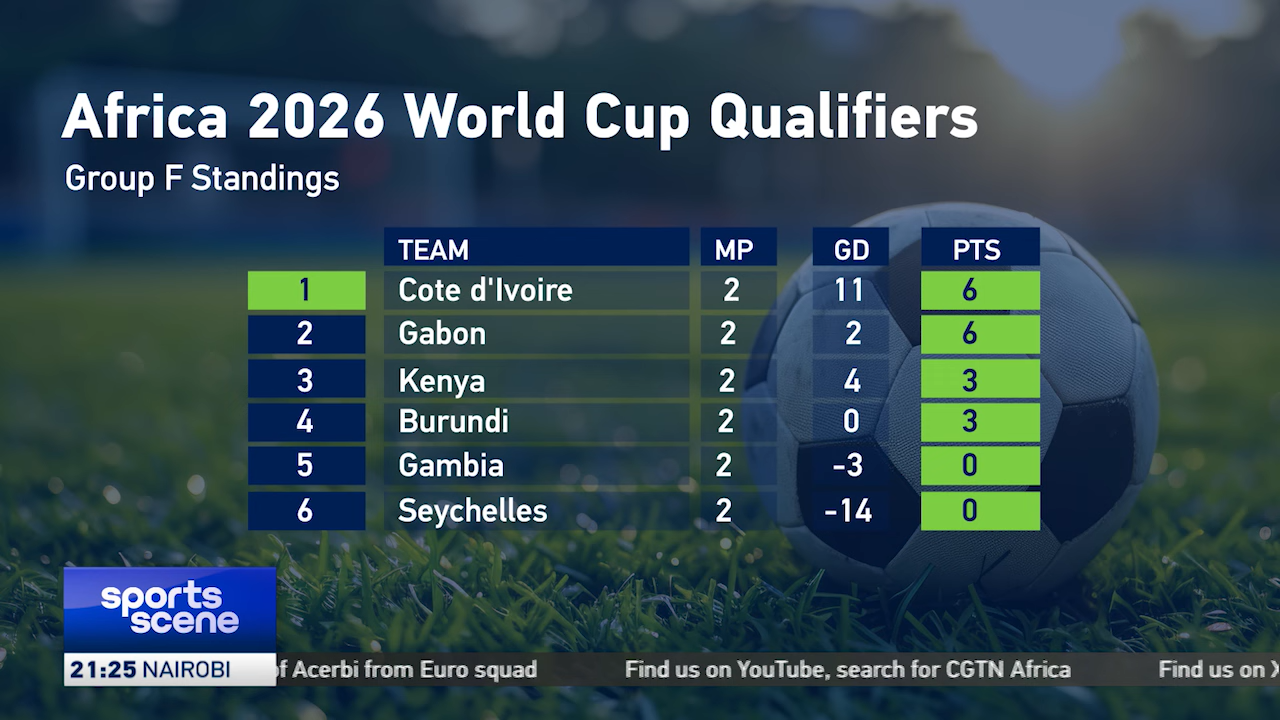 Africa 2026 World Cup Qualifiers
Group F Standings
TEAM MP GD PTS
1 Cote d'Ivoire 2 11 6
2 Gabon 2 2 6
3 Kenya 2 4 3
4 Burundi 2 0 3
5 Gambia 2 -3 0
6 Seychelles 2 -14 0
sports
scene
21:25 NAIROBI of Acerbi from Euro squad Find us on YouTube, search for CGTN Africa Find us on X